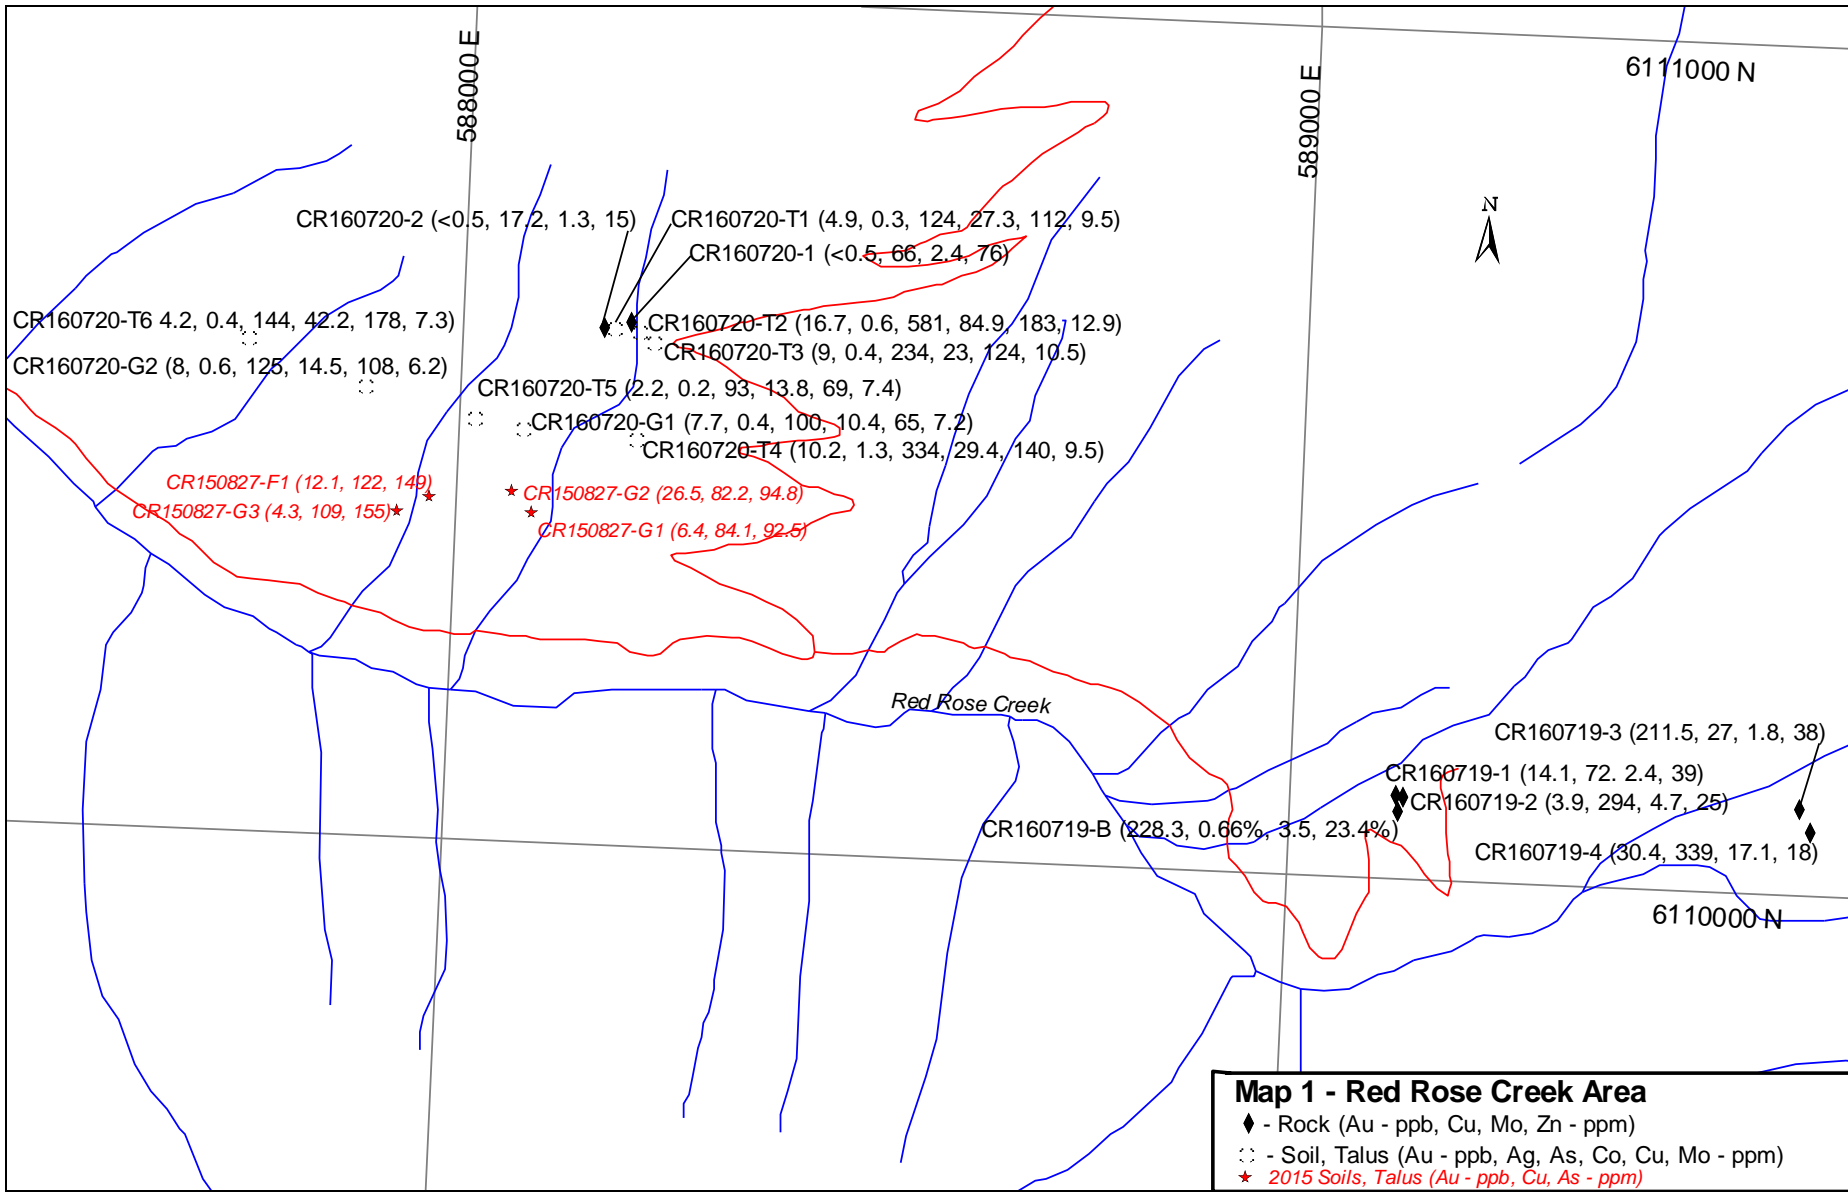 588000 E
589000 E
6111000 N
N
CR160720-2 (<0.5, 17.2, 1.3, 15)
CR160720-T1 (4.9, 0.3, 124, 27.3, 112, 9.5)
CR160720-1 (<0.5, 66, 2.4, 76)
CR160720-T6 4.2, 0.4, 144, 42.2, 178, 7.3)
CR160720-T2 (16.7, 0.6, 581, 84.9, 183, 12.9)
CR160720-T3 (9, 0.4, 234, 23, 124, 10.5)
CR160720-G2 (8, 0.6, 125, 14.5, 108, 6.2)
CR160720-T5 (2.2, 0.2, 93, 13.8, 69, 7.4)
CR160720-G1 (7.7, 0.4, 100, 10.4, 65, 7.2)
CR160720-T4 (10.2, 1.3, 334, 29.4, 140, 9.5)
CR150827-F1 (12.1, 122, 149)
CR150827-G2 (26.5, 82.2, 94.8)
CR150827-G3 (4.3, 109, 155)
CR150827-G1 (6.4, 84.1, 92.5)
Red Rose Creek
CR160719-3 (211.5, 27, 1.8, 38)
CR160719-1 (14.1, 72. 2.4, 39)
CR160719-2 (3.9, 294, 4.7, 25)
CR160719-B (228.3, 0.66%, 3.5, 23.4%)
CR160719-4 (30.4, 339, 17.1, 18)
6110000 N
Map 1 - Red Rose Creek Area
- Rock (Au - ppb, Cu, Mo, Zn - ppm)
- Soil, Talus (Au - ppb, Ag, As, Co, Cu, Mo - ppm)
2015 Soils, Talus (Au - ppb, Cu, As - ppm)